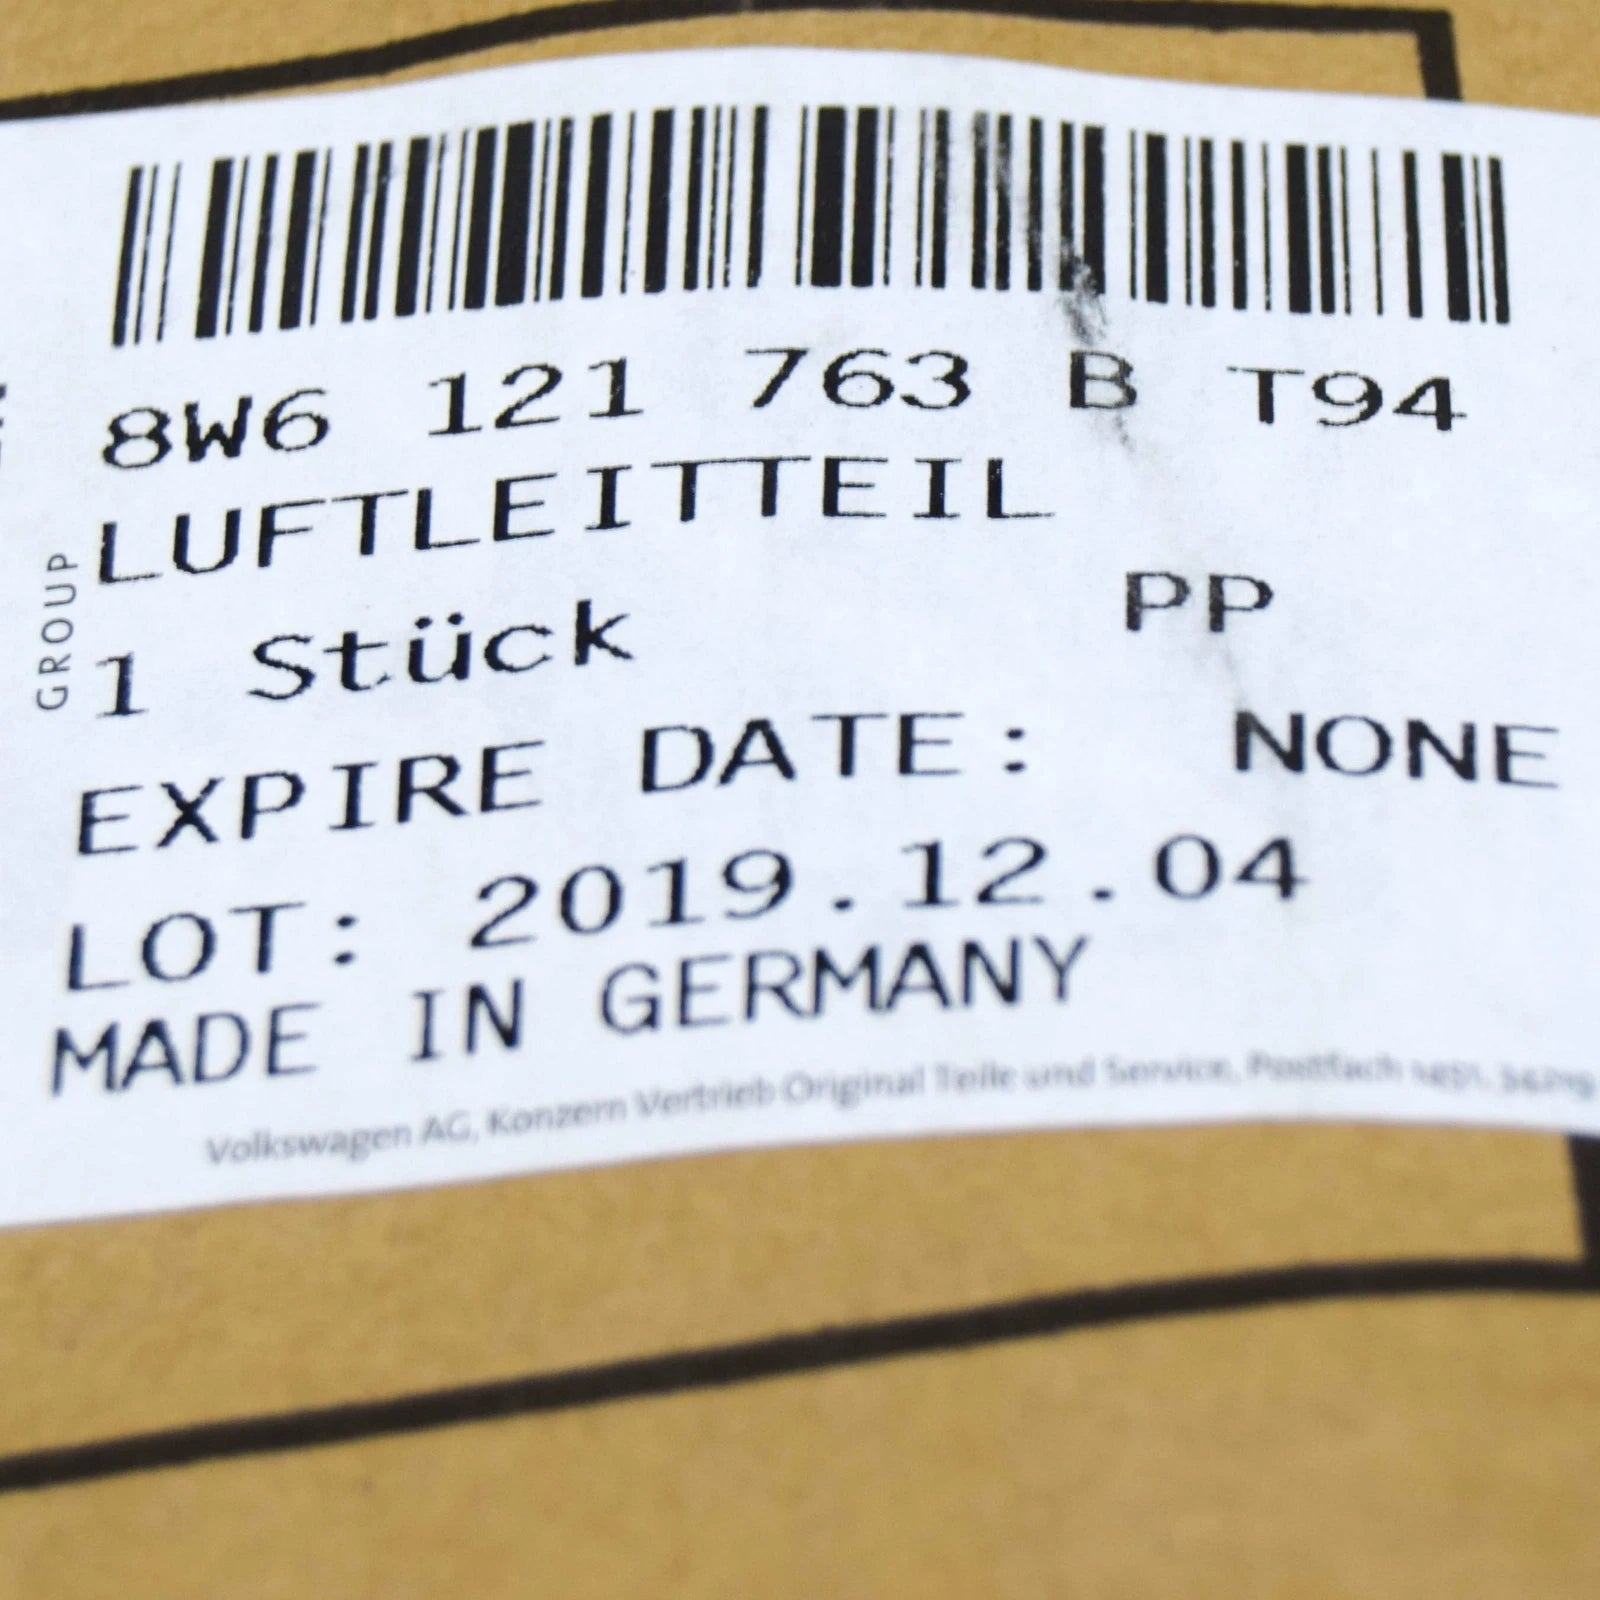 8W6 121 763 B T94
LUFTLEITTEIL
GROUP
1 Stück PP
EXPIRE DATE: NONE
LOT: 2019.12.04
MADE IN GERMANY
Volkswagen AG, Konzern Vertrieb Original Teile und Service, Postfach